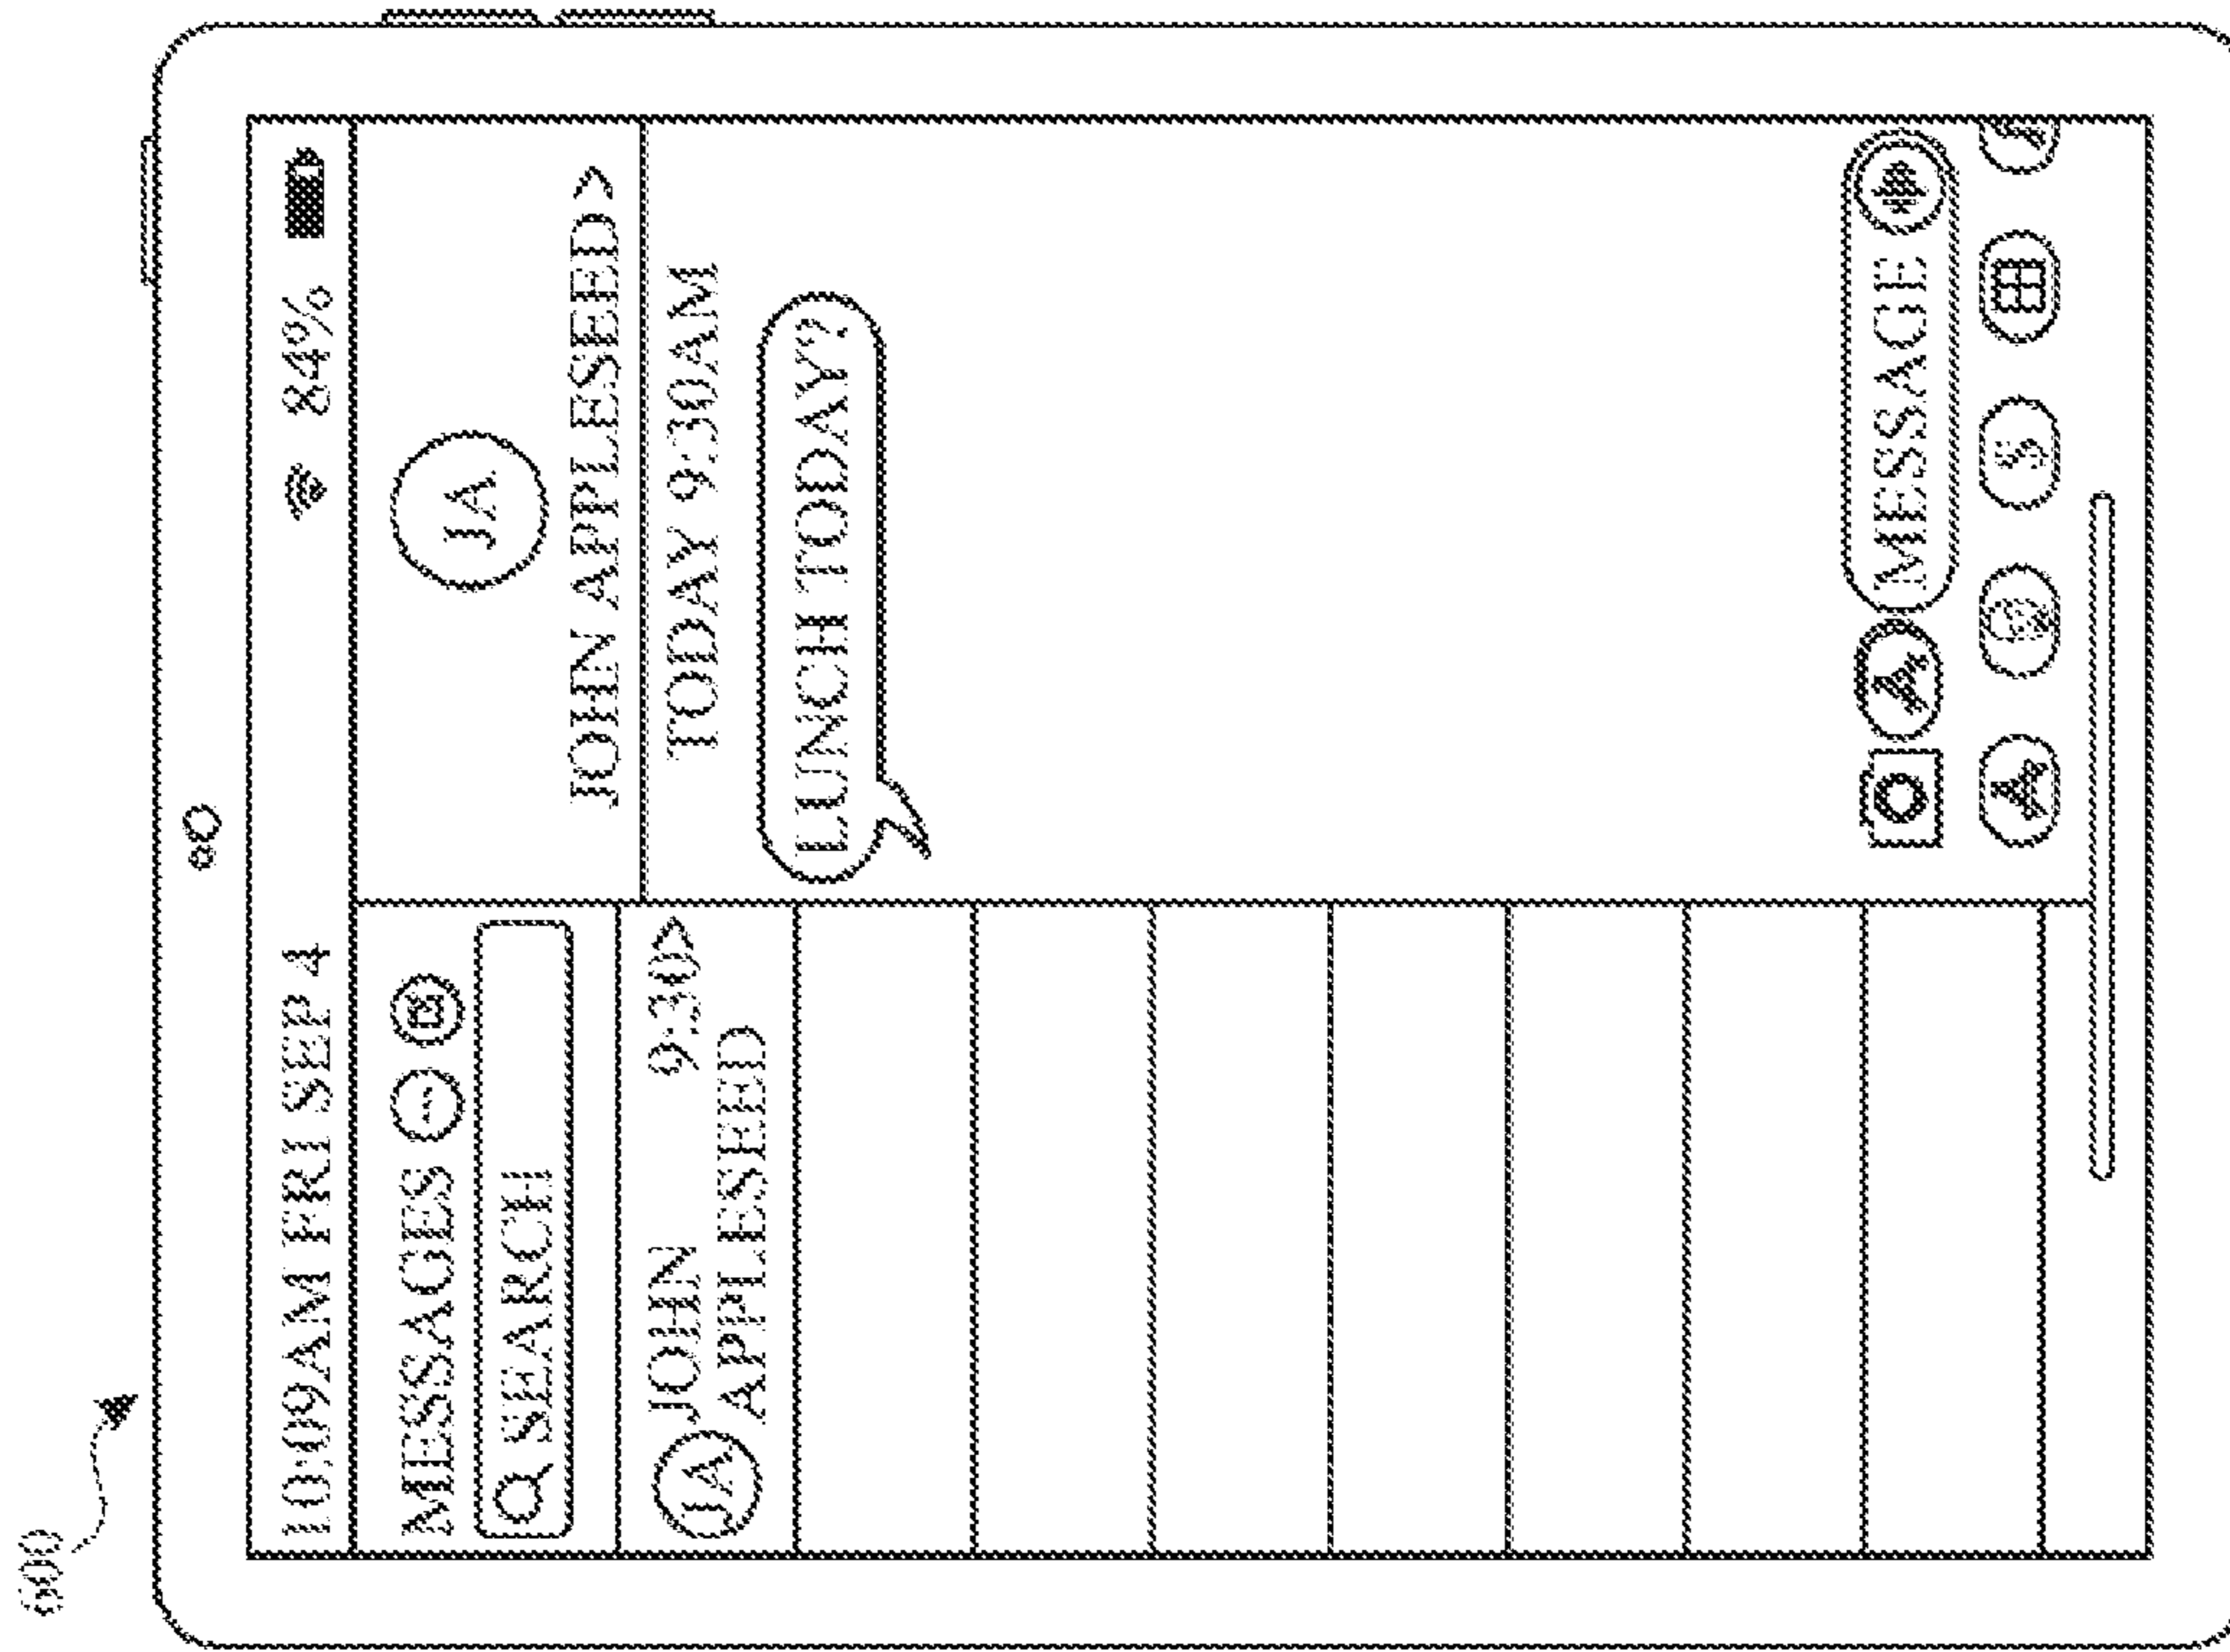 600
10:09AM FRI SEP 4
84%
MESSAGES
SEARCH
JA
JOHN
APPLESEED
9:30>
JA
JOHN APPLESEED>
TODAY 9:30AM
LUNCH TODAY?
MESSAGE
S